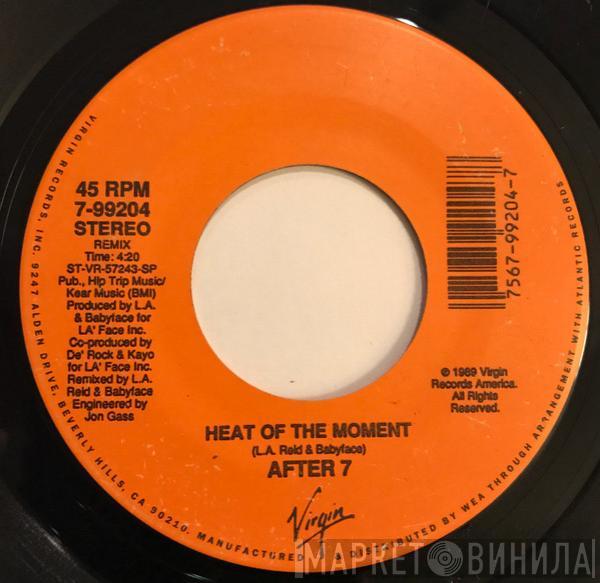 45 RPM
7-99204
STEREO
REMIX
Time: 4:20
ST-VR-57243-SP
Pub., Hip Trip Music/
Kear Music (BMI)
Produced by L.A.
& Babyface for
LA' Face Inc.
Co-produced by
De' Rock & Kayo
for LA' Face Inc.
Remixed by L.A.
Reid & Babyface
Engineered by
Jon Gass
7567-99204-7
© 1989 Virgin
Records America.
All Rights
Reserved.
HEAT OF THE MOMENT
(L.A. Reid & Babyface)
AFTER 7
Virgin
VIRGIN RECORDS, INC. 9247 ALDEN DRIVE, BEVERLY HILLS, CA 90210. MANUFACTURED & DISTRIBUTED BY WEA THROUGH ARRANGEMENT WITH ATLANTIC RECORDS
МАРКЕТ ВИНИЛА